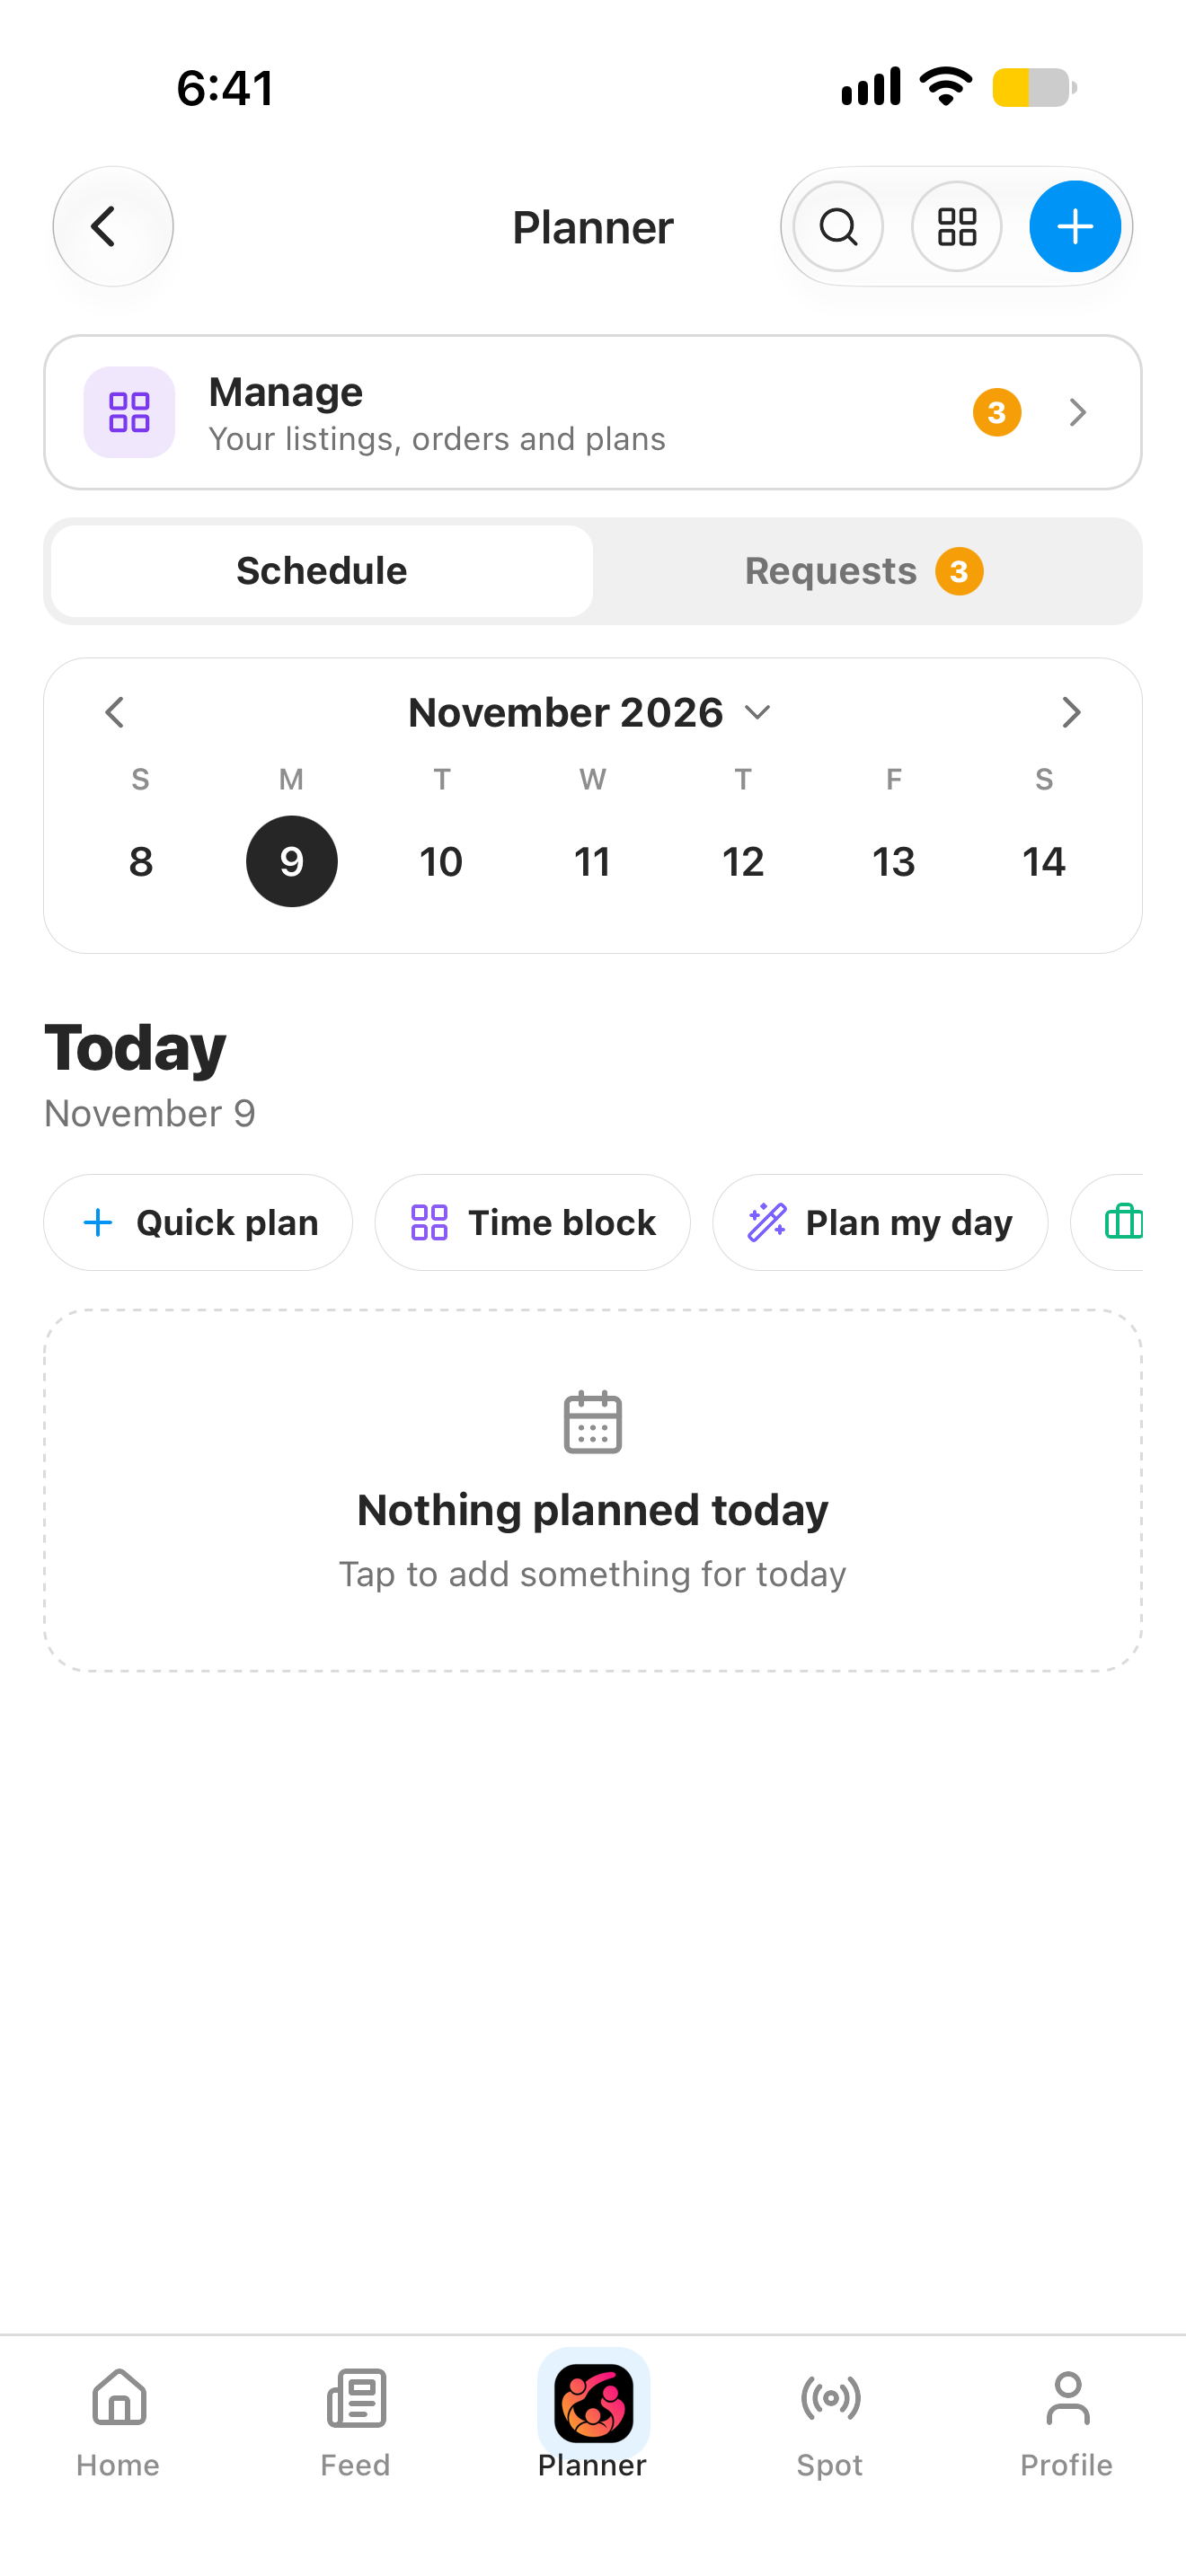 6:41
Planner
Manage
Your listings, orders and plans
3
Schedule
Requests 3
November 2026
S M T W T F S
8 9 10 11 12 13 14
Today
November 9
Quick plan
Time block
Plan my day
Nothing planned today
Tap to add something for today
Home
Feed
Planner
Spot
Profile